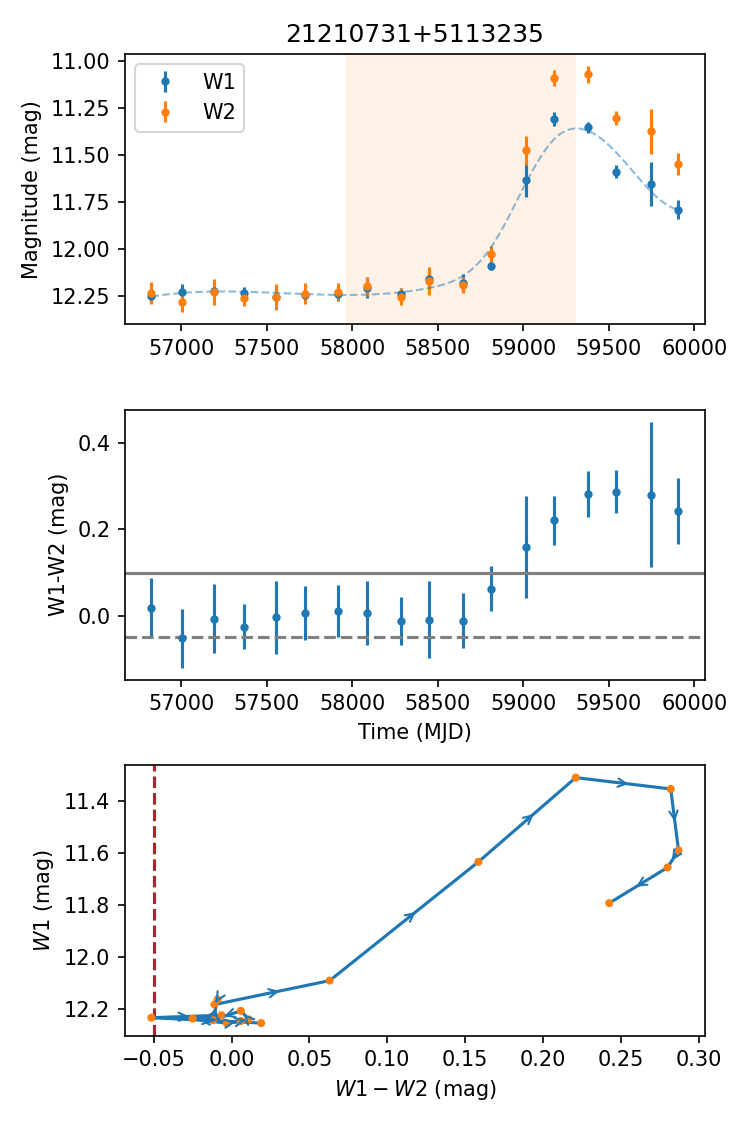 21210731+5113235
Magnitude (mag)
11.00
11.25
11.50
11.75
12.00
12.25
W1
W2
57000 57500 58000 58500 59000 59500 60000
W1-W2 (mag)
0.4
0.2
0.0
57000 57500 58000 58500 59000 59500 60000
Time (MJD)
W1 (mag)
11.4
11.6
11.8
12.0
12.2
−0.05 0.00 0.05 0.10 0.15 0.20 0.25 0.30
W1 − W2 (mag)